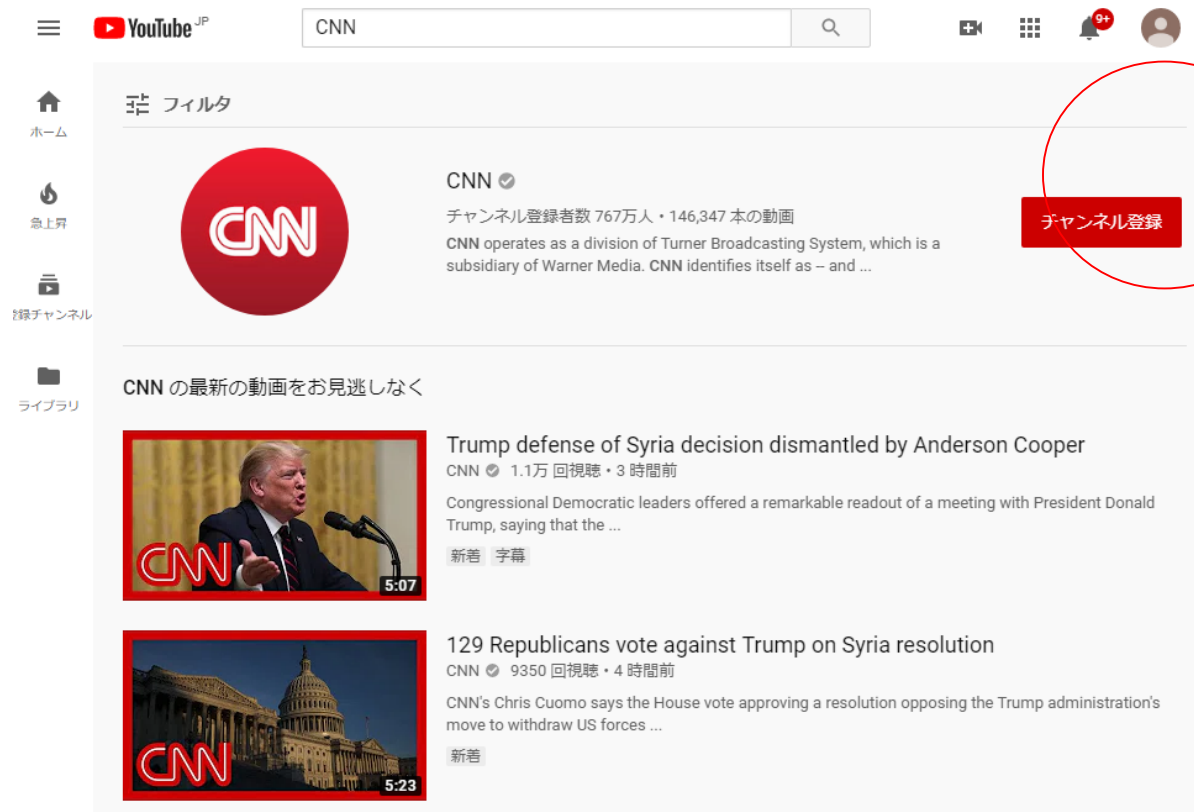 YouTube JP
CNN
9+
ホーム
急上昇
登録チャンネル
ライブラリ
フィルタ
CNN
CNN
チャンネル登録者数 767万人・146,347 本の動画
CNN operates as a division of Turner Broadcasting System, which is a
subsidiary of Warner Media. CNN identifies itself as -- and ...
チャンネル登録
CNN の最新の動画をお見逃しなく
CNN
5:07
Trump defense of Syria decision dismantled by Anderson Cooper
CNN 1.1万 回視聴・3 時間前
Congressional Democratic leaders offered a remarkable readout of a meeting with President Donald
Trump, saying that the ...
新着 字幕
CNN
5:23
129 Republicans vote against Trump on Syria resolution
CNN 9350 回視聴・4 時間前
CNN's Chris Cuomo says the House vote approving a resolution opposing the Trump administration's
move to withdraw US forces ...
新着